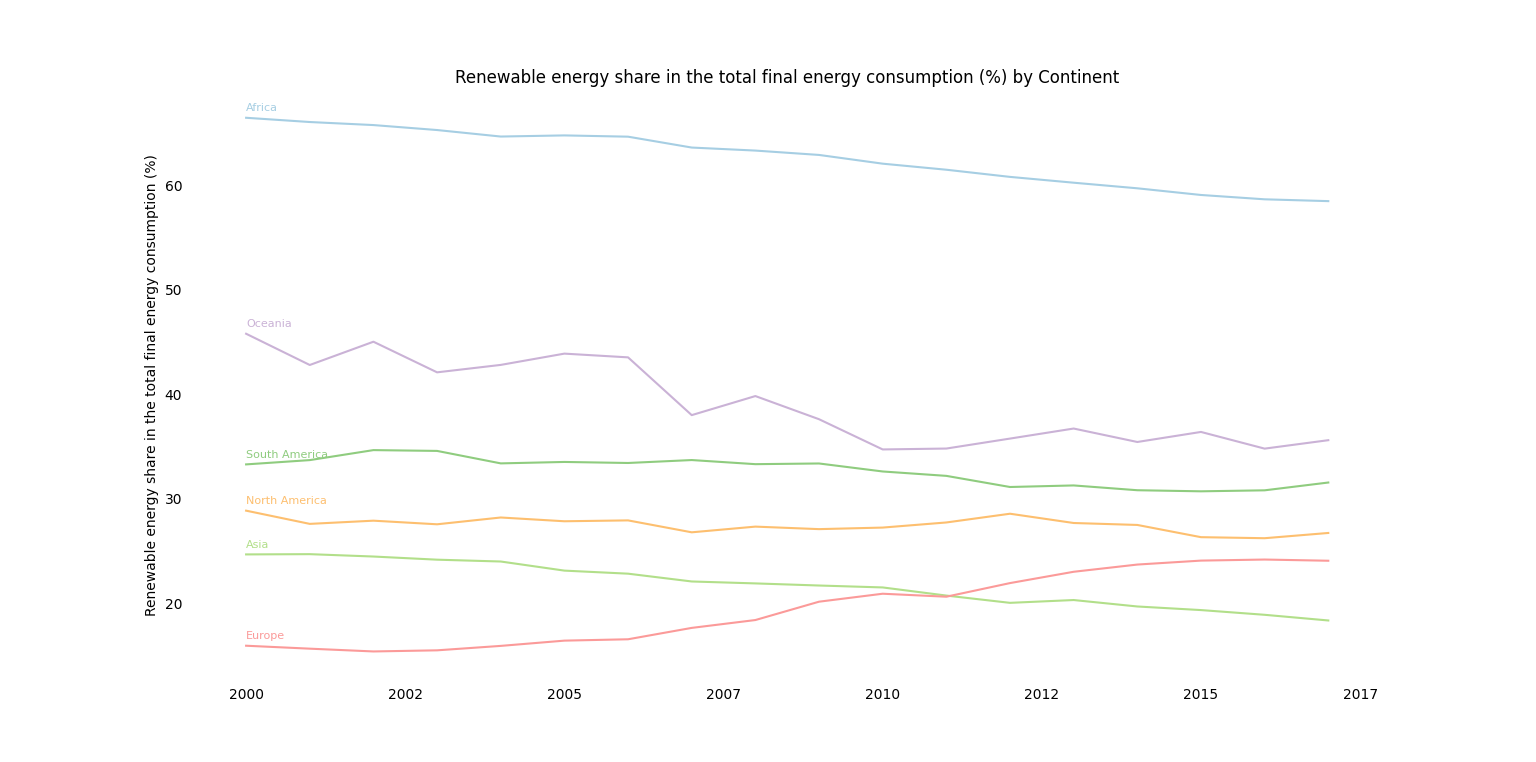 Renewable energy share in the total final energy consumption (%) by Continent
Renewable energy share in the total final energy consumption (%)
60
50
40
30
20
Africa
Oceania
South America
North America
Asia
Europe
2000
2002
2005
2007
2010
2012
2015
2017